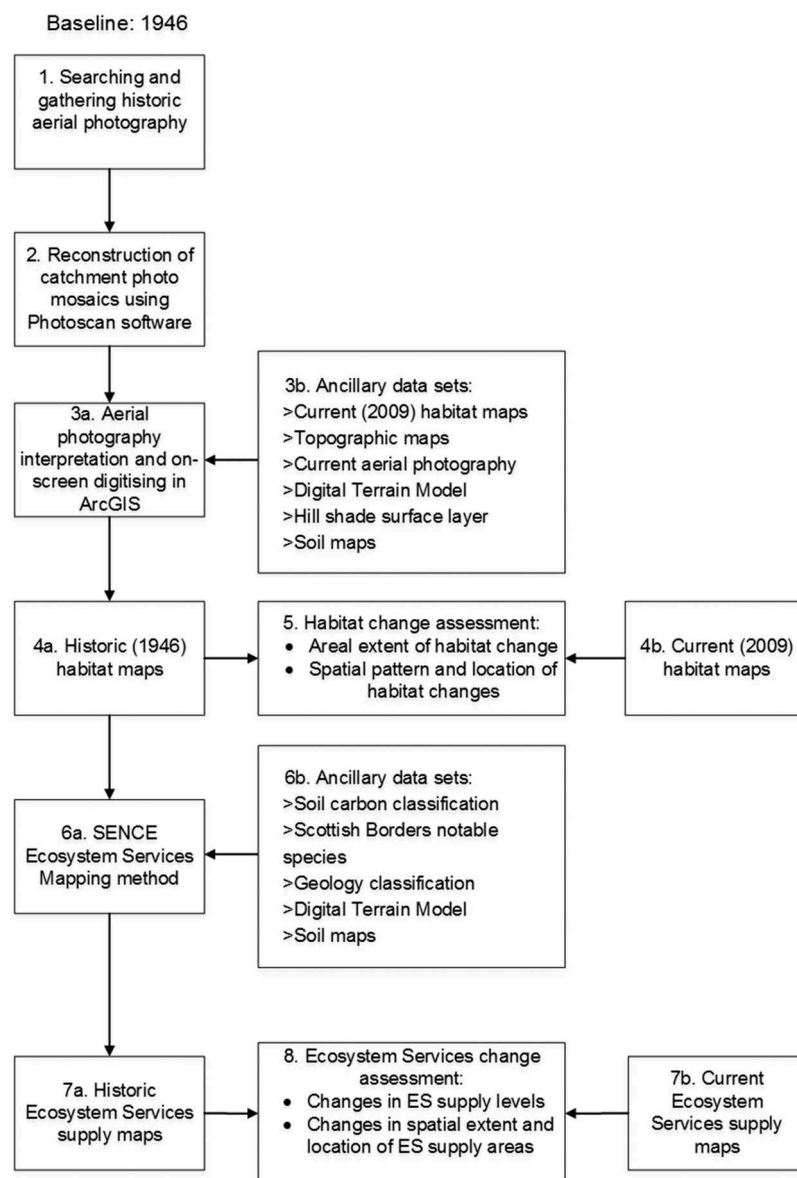 Baseline: 1946
1. Searching and
gathering historic
aerial photography
2. Reconstruction of
catchment photo
mosaics using
Photoscan software
3a. Aerial
photography
interpretation and on-
screen digitising in
ArcGIS
3b. Ancillary data sets:
>Current (2009) habitat maps
>Topographic maps
>Current aerial photography
>Digital Terrain Model
>Hill shade surface layer
>Soil maps
4a. Historic (1946)
habitat maps
5. Habitat change assessment:
• Areal extent of habitat change
• Spatial pattern and location of
habitat changes
4b. Current (2009)
habitat maps
6a. SENCE
Ecosystem Services
Mapping method
6b. Ancillary data sets:
>Soil carbon classification
>Scottish Borders notable
species
>Geology classification
>Digital Terrain Model
>Soil maps
7a. Historic
Ecosystem Services
supply maps
8. Ecosystem Services change
assessment:
• Changes in ES supply levels
• Changes in spatial extent and
location of ES supply areas
7b. Current
Ecosystem
Services supply
maps